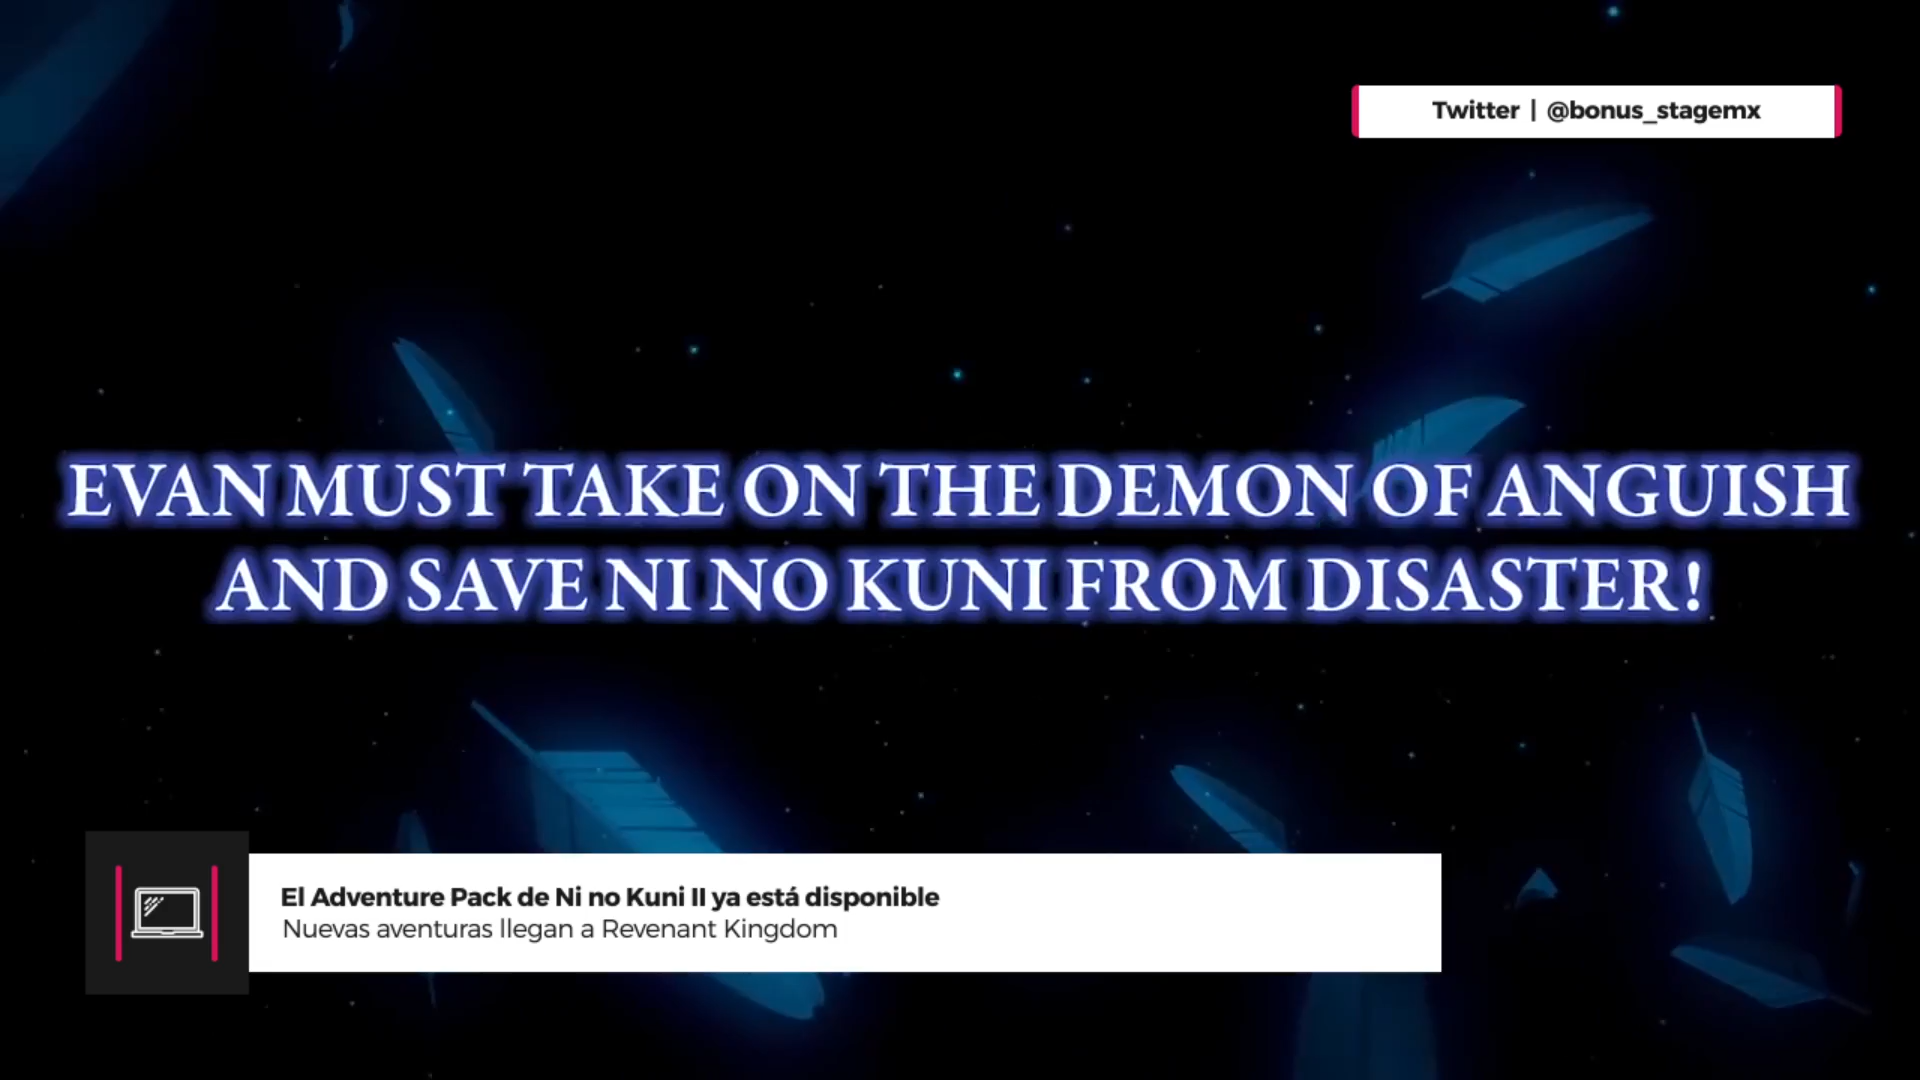 Twitter | @bonus_stagemx
EVAN MUST TAKE ON THE DEMON OF ANGUISH
AND SAVE NI NO KUNI FROM DISASTER!
El Adventure Pack de Ni no Kuni II ya está disponible
Nuevas aventuras llegan a Revenant Kingdom